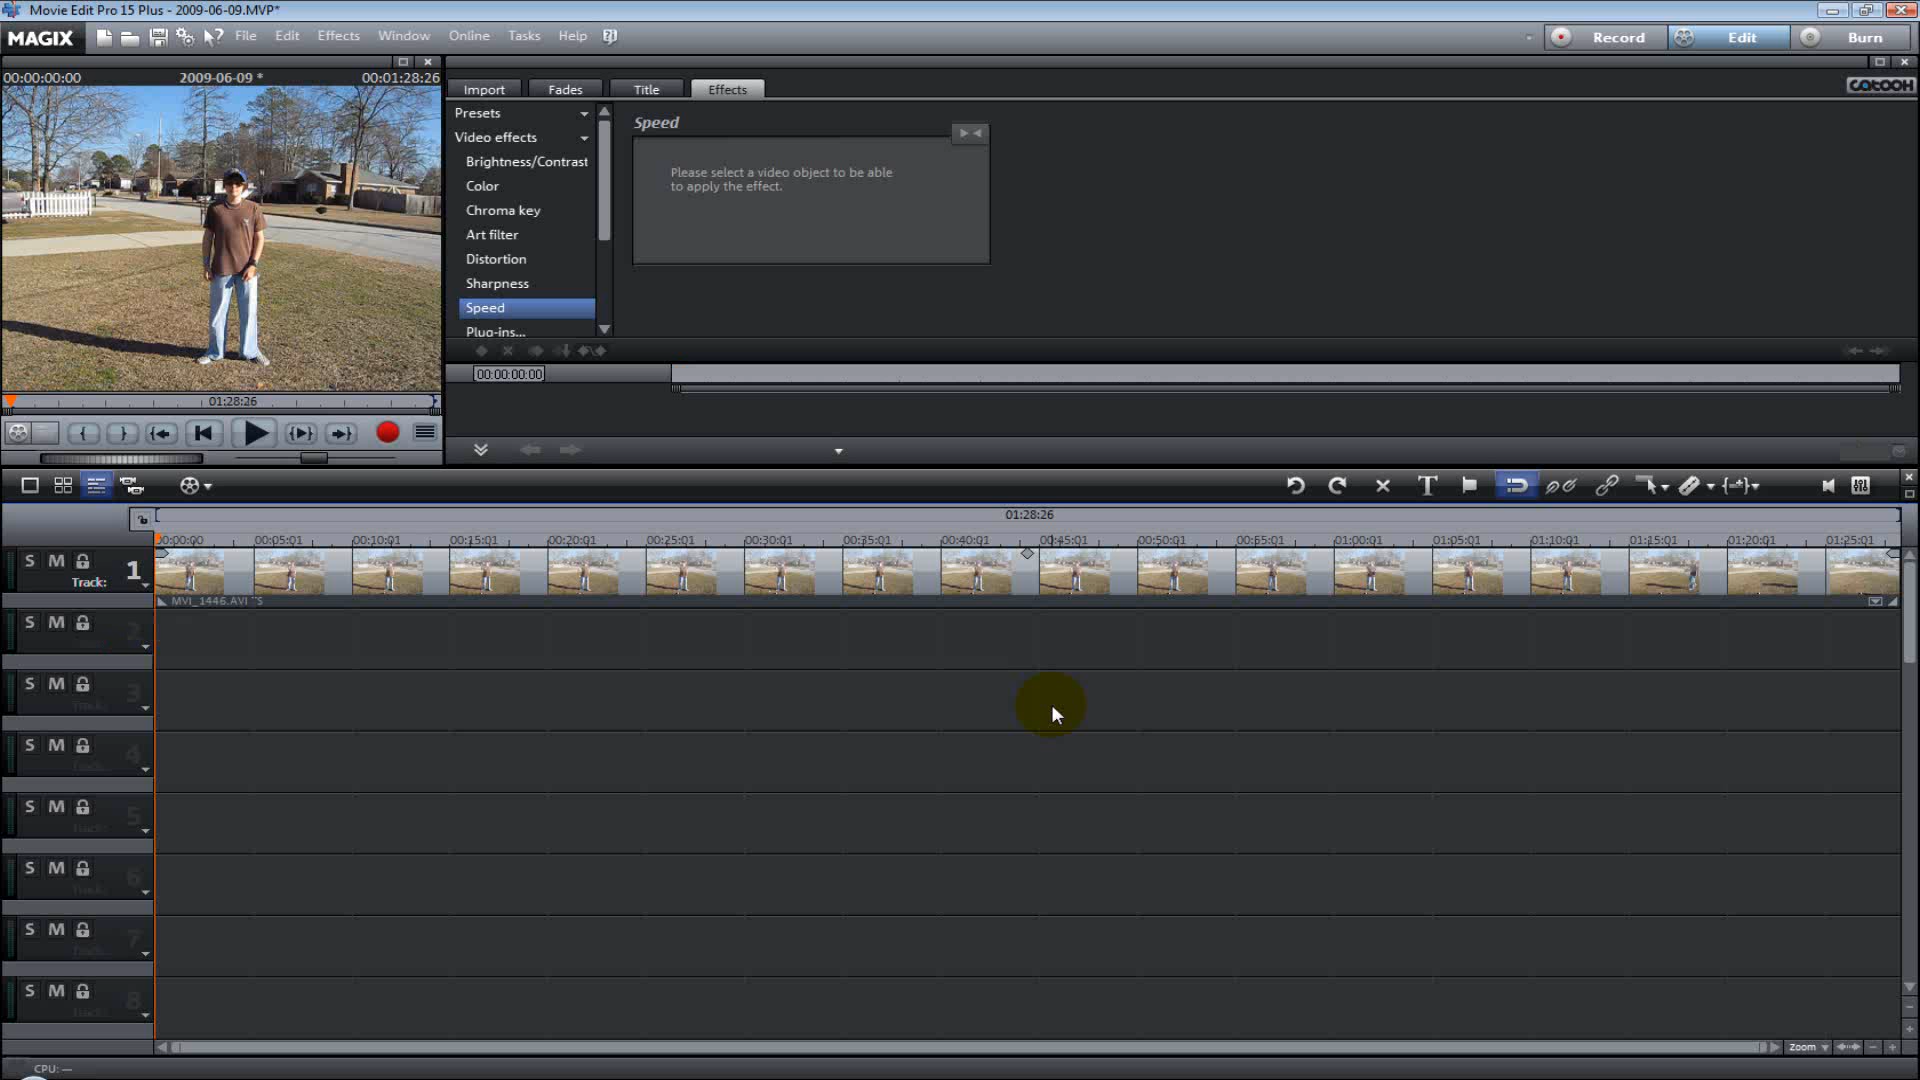 Movie Edit Pro 15 Plus - 2009-06-09.MVP*
MAGIX File Edit Effects Window Online Tasks Help Record Edit Burn
00:00:00:00 2009-06-09 * 00:01:28:26
Import Fades Title Effects catooh
Presets
Video effects
Brightness/Contrast
Color
Chroma key
Art filter
Distortion
Sharpness
Speed
Plug-ins...
Speed
Please select a video object to be able
to apply the effect.
00:00:00:00
01:28:26
01:28:26
00:00:00 00:05:01 00:10:01 00:15:01 00:20:01 00:25:01 00:30:01 00:35:01 00:40:01 00:45:01 00:50:01 00:55:01 01:00:01 01:05:01 01:10:01 01:15:01 01:20:01 01:25:01
S M
Track: 1
MVI_1446.AVI ~S
S M 2
S M 3
Track:
S M 4
Track:
S M 5
Track:
S M 6
Track:
S M 7
Track:
S M 8
Track:
Zoom
CPU: —